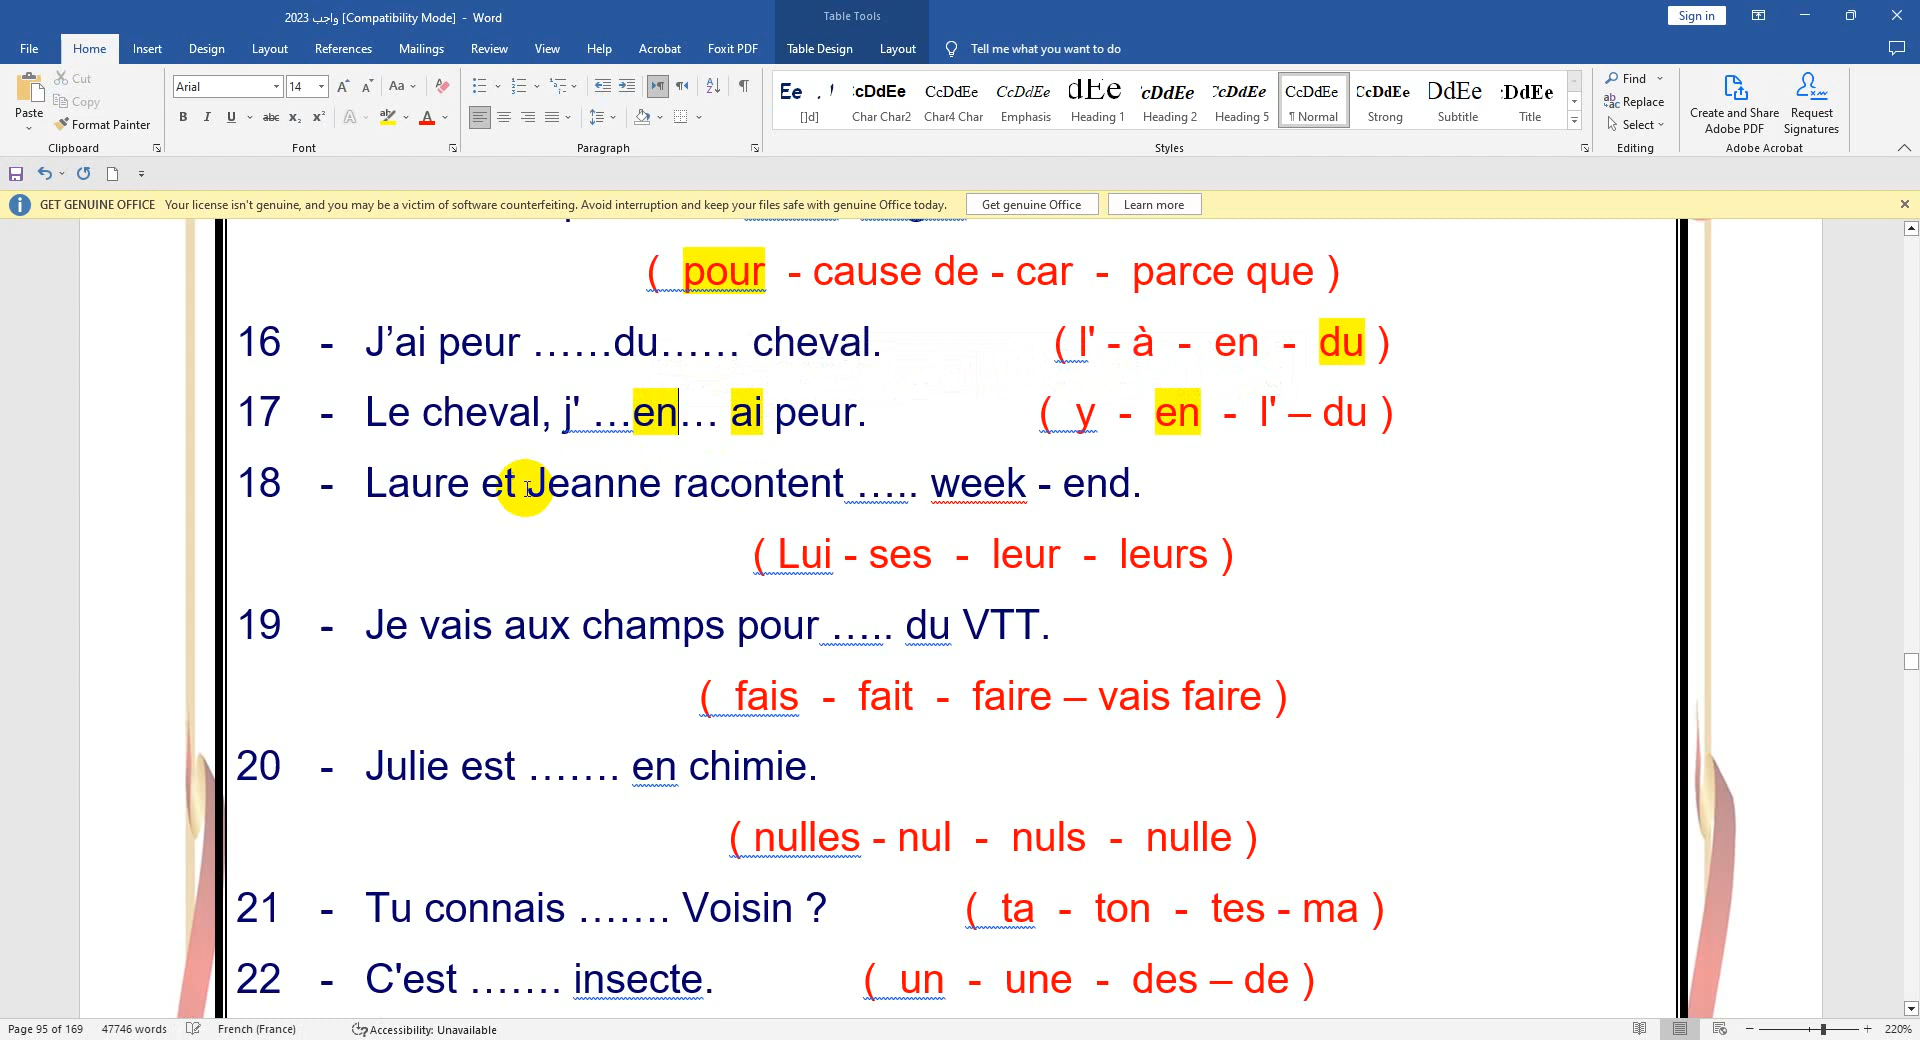 واجب 2023 [Compatibility Mode] - Word
Table Tools
Sign in
File Home Insert Design Layout References Mailings Review View Help Acrobat Foxit PDF Table Design Layout Tell me what you want to do
Cut
Copy
Format Painter
Paste
Clipboard
Arial 14
Font
Paragraph
[]d] Char Char2 Char4 Char Emphasis Heading 1 Heading 2 Heading 5 ¶ Normal Strong Subtitle Title
Styles
Find
Replace
Select
Editing
Create and Share Adobe PDF
Request Signatures
Adobe Acrobat
GET GENUINE OFFICE Your license isn't genuine, and you may be a victim of software counterfeiting. Avoid interruption and keep your files safe with genuine Office today. Get genuine Office Learn more
( pour - cause de - car - parce que )
16 - J’ai peur ……du…… cheval. ( l' - à - en - du )
17 - Le cheval, j' …en… ai peur. ( y - en - l' – du )
18 - Laure et Jeanne racontent ….. week - end.
( Lui - ses - leur - leurs )
19 - Je vais aux champs pour ….. du VTT.
( fais - fait - faire – vais faire )
20 - Julie est ……. en chimie.
( nulles - nul - nuls - nulle )
21 - Tu connais ……. Voisin ? ( ta - ton - tes - ma )
22 - C'est ……. insecte. ( un - une - des – de )
Page 95 of 169 47746 words French (France) Accessibility: Unavailable 220%